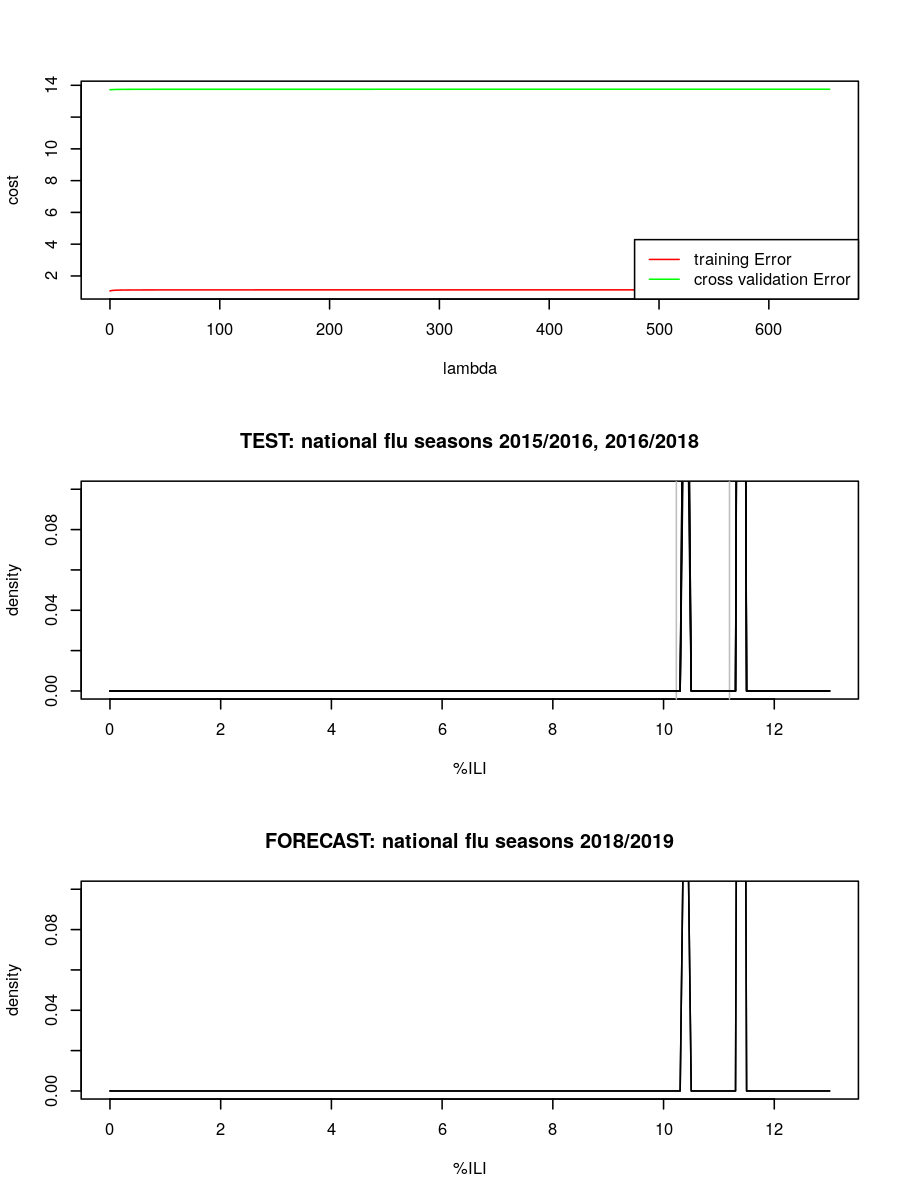 14
10
8
6
4
2
cost
training Error
cross validation Error
0 100 200 300 400 500 600
lambda
TEST: national flu seasons 2015/2016, 2016/2018
0.08
0.04
0.00
density
0 2 4 6 8 10 12
%ILI
FORECAST: national flu seasons 2018/2019
0.08
0.04
0.00
density
0 2 4 6 8 10 12
%ILI